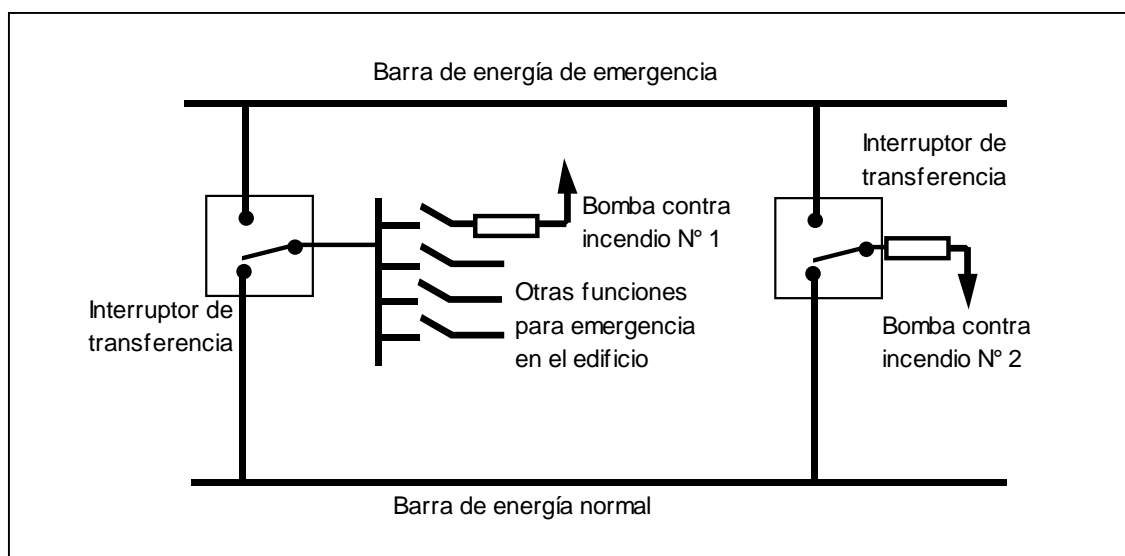 Barra de energía de emergencia
Interruptor de
transferencia
Bomba contra
incendio N° 1
Otras funciones
para emergencia
en el edificio
Interruptor de
transferencia
Bomba contra
incendio N° 2
Barra de energía normal